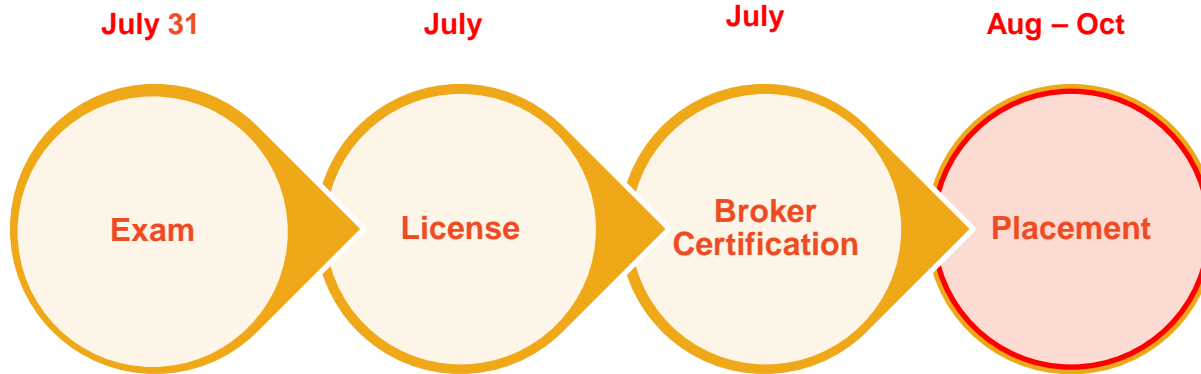 July 31
July
July
Aug – Oct
Exam
License
Broker
Certification
Placement